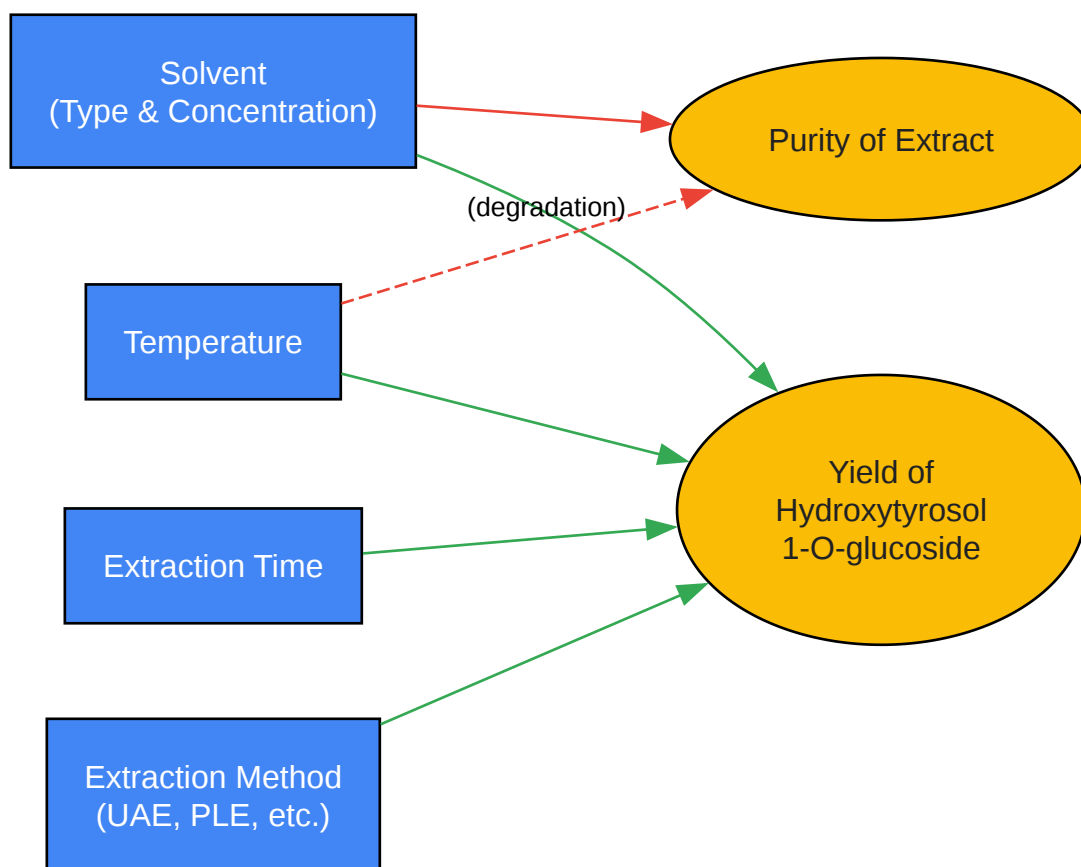 Solvent
(Type & Concentration)
Purity of Extract
(degradation)
Temperature
Yield of
Hydroxytyrosol
1-O-glucoside
Extraction Time
Extraction Method
(UAE, PLE, etc.)